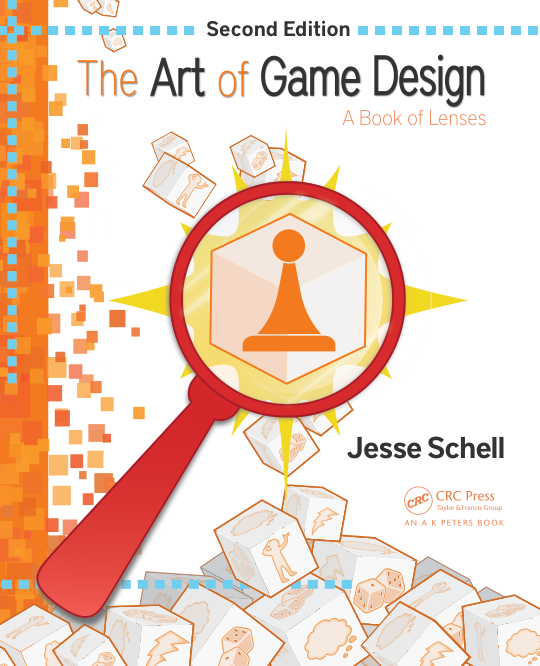 Second Edition
The Art of Game Design
A Book of Lenses
Jesse Schell
CRC
CRC Press
Taylor & Francis Group
AN A K PETERS BOOK